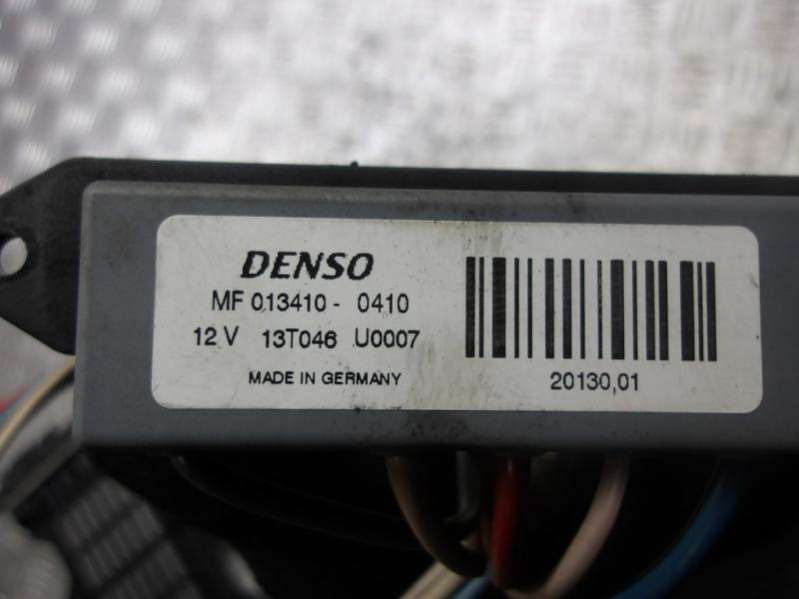 DENSO
MF 013410 - 0410
12 V 13T046 U0007
MADE IN GERMANY
20130,01